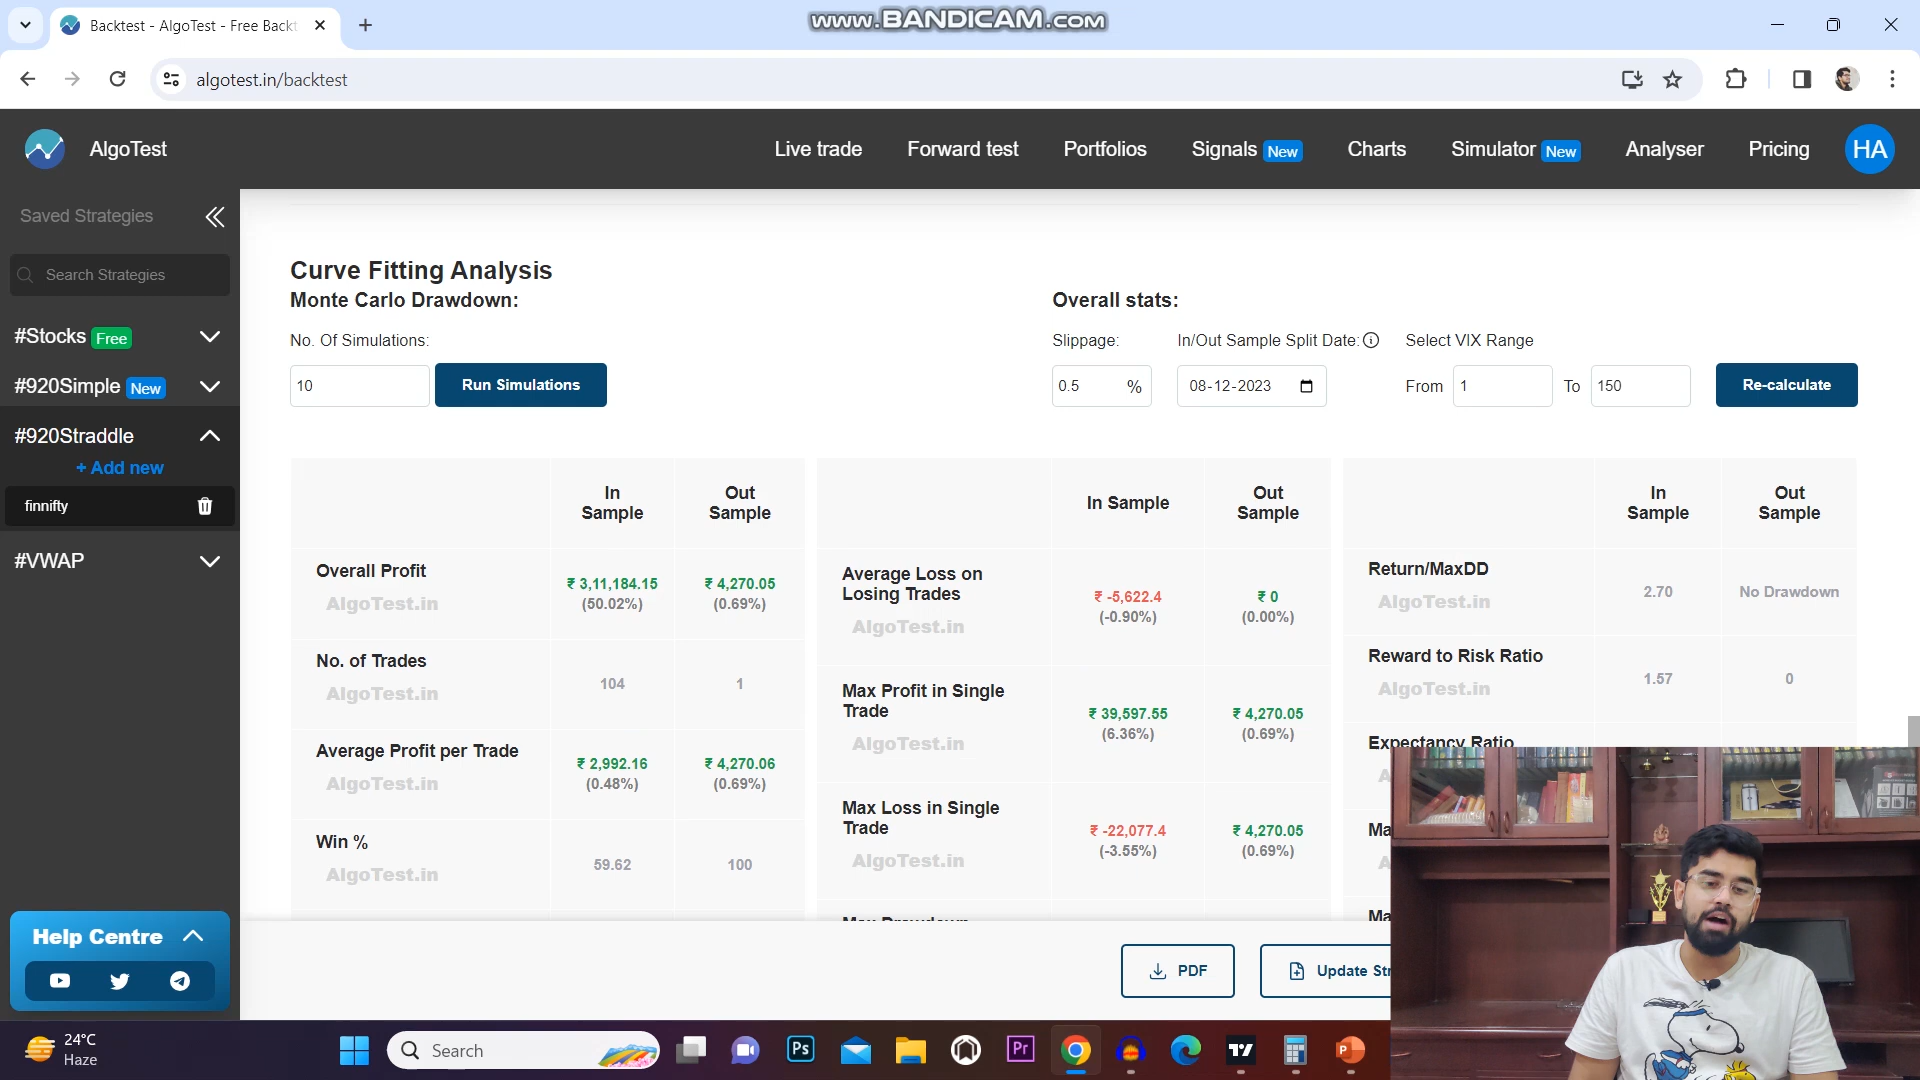 Backtest - AlgoTest - Free Backt
www.BANDICAM.com
algotest.in/backtest
AlgoTest
Live trade
Forward test
Portfolios
Signals New
Charts
Simulator New
Analyser
Pricing
HA
Saved Strategies
Search Strategies
#Stocks Free
#920Simple New
#920Straddle
+ Add new
finnifty
#VWAP
Help Centre
Curve Fitting Analysis
Monte Carlo Drawdown:
No. Of Simulations:
10
Run Simulations
Overall stats:
Slippage:
0.5 %
In/Out Sample Split Date:
08-12-2023
Select VIX Range
From 1 To 150
Re-calculate
In Sample
Out Sample
Overall Profit
AlgoTest.in
₹ 3,11,184.15
(50.02%)
₹ 4,270.05
(0.69%)
No. of Trades
AlgoTest.in
104
1
Average Profit per Trade
AlgoTest.in
₹ 2,992.16
(0.48%)
₹ 4,270.06
(0.69%)
Win %
AlgoTest.in
59.62
100
In Sample
Out Sample
Average Loss on
Losing Trades
AlgoTest.in
₹ -5,622.4
(-0.90%)
₹ 0
(0.00%)
Max Profit in Single
Trade
AlgoTest.in
₹ 39,597.55
(6.36%)
₹ 4,270.05
(0.69%)
Max Loss in Single
Trade
AlgoTest.in
₹ -22,077.4
(-3.55%)
₹ 4,270.05
(0.69%)
In Sample
Out Sample
Return/MaxDD
AlgoTest.in
2.70
No Drawdown
Reward to Risk Ratio
AlgoTest.in
1.57
0
Expectancy Ratio
A
Ma
A
Ma
PDF
Update Str
24°C
Haze
Search
Ps
Pr
P